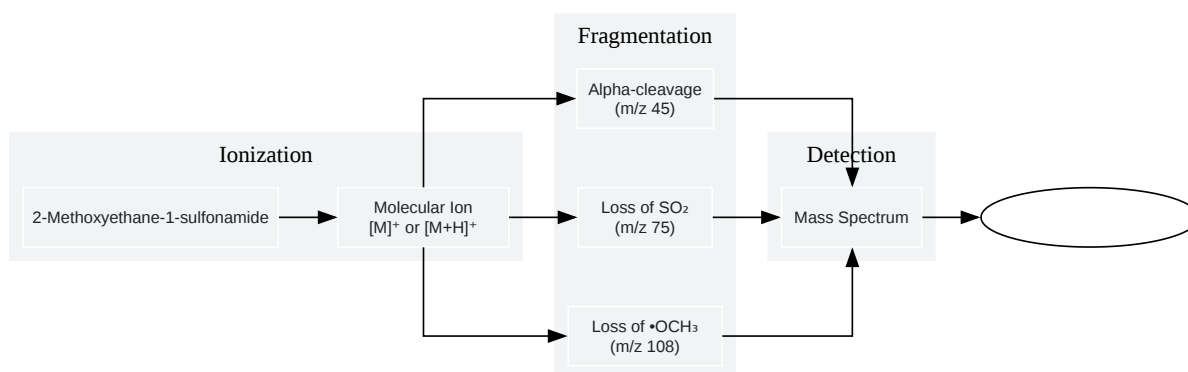 Fragmentation
Alpha-cleavage
(m/z 45)
Ionization
Detection
2-Methoxyethane-1-sulfonamide
Molecular Ion
[M]⁺ or [M+H]⁺
Loss of SO₂
(m/z 75)
Mass Spectrum
Loss of •OCH₃
(m/z 108)